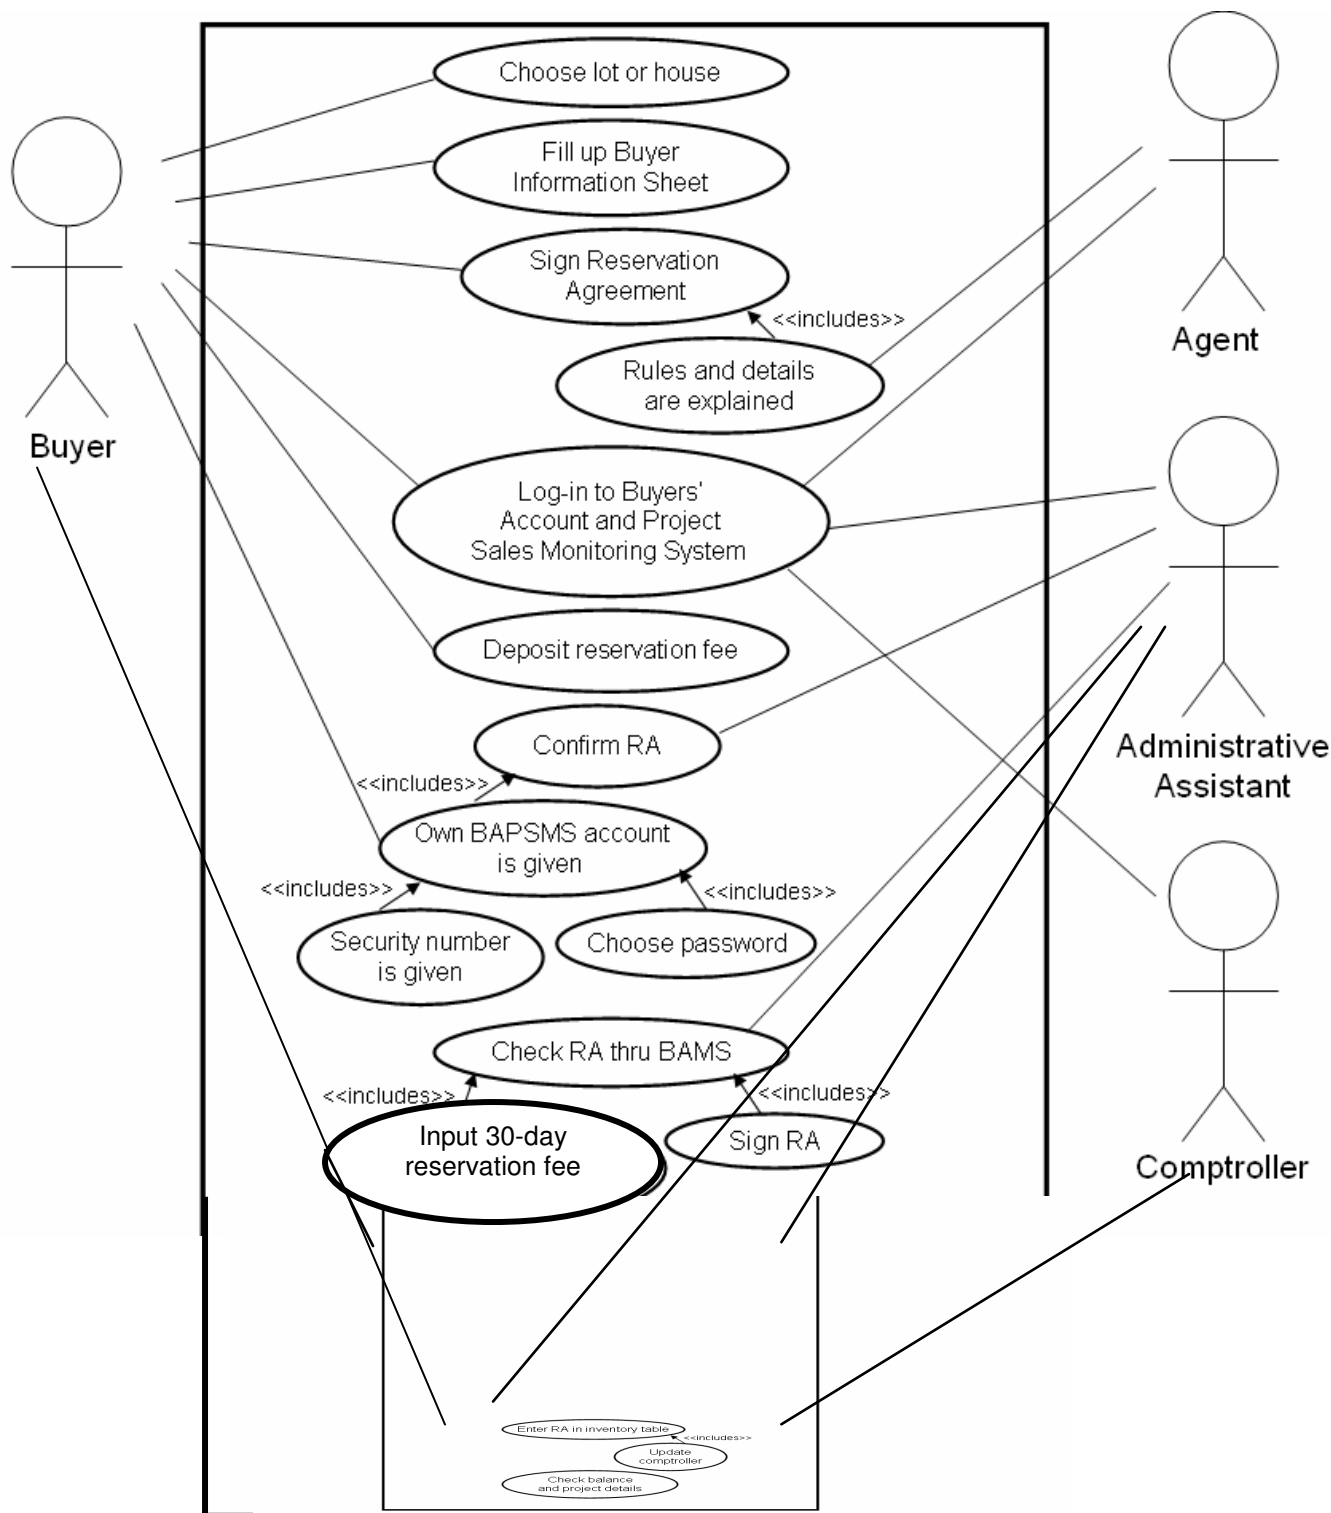 Choose lot or house
Fill up Buyer
Information Sheet
Sign Reservation
Agreement
<<includes>>
Rules and details
are explained
Agent
Buyer
Log-in to Buyers'
Account and Project
Sales Monitoring System
Deposit reservation fee
Confirm RA
Administrative
Assistant
<<includes>>
Own BAPSMS account
is given
<<includes>>
<<includes>>
Security number
is given
Choose password
Check RA thru BAMS
<<includes>>
<<includes>>
Input 30-day
reservation fee
Sign RA
Comptroller
Enter RA in inventory table
<<includes>>
Update
comptroller
Check balance
and project details